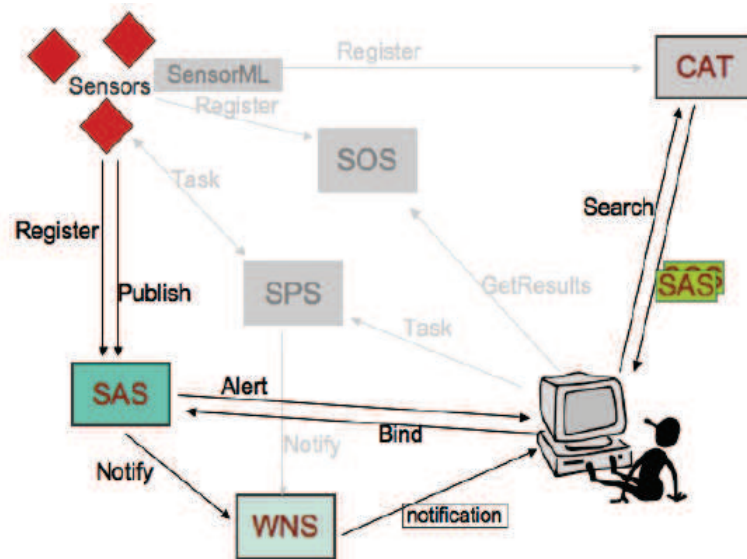 Register
CAT
SensorML
Sensors
Register
SOS
Task
Search
Register
SPS
GetResults
SAS
Publish
Task
SAS
Alert
Bind
Notify
Notify
WNS
notification